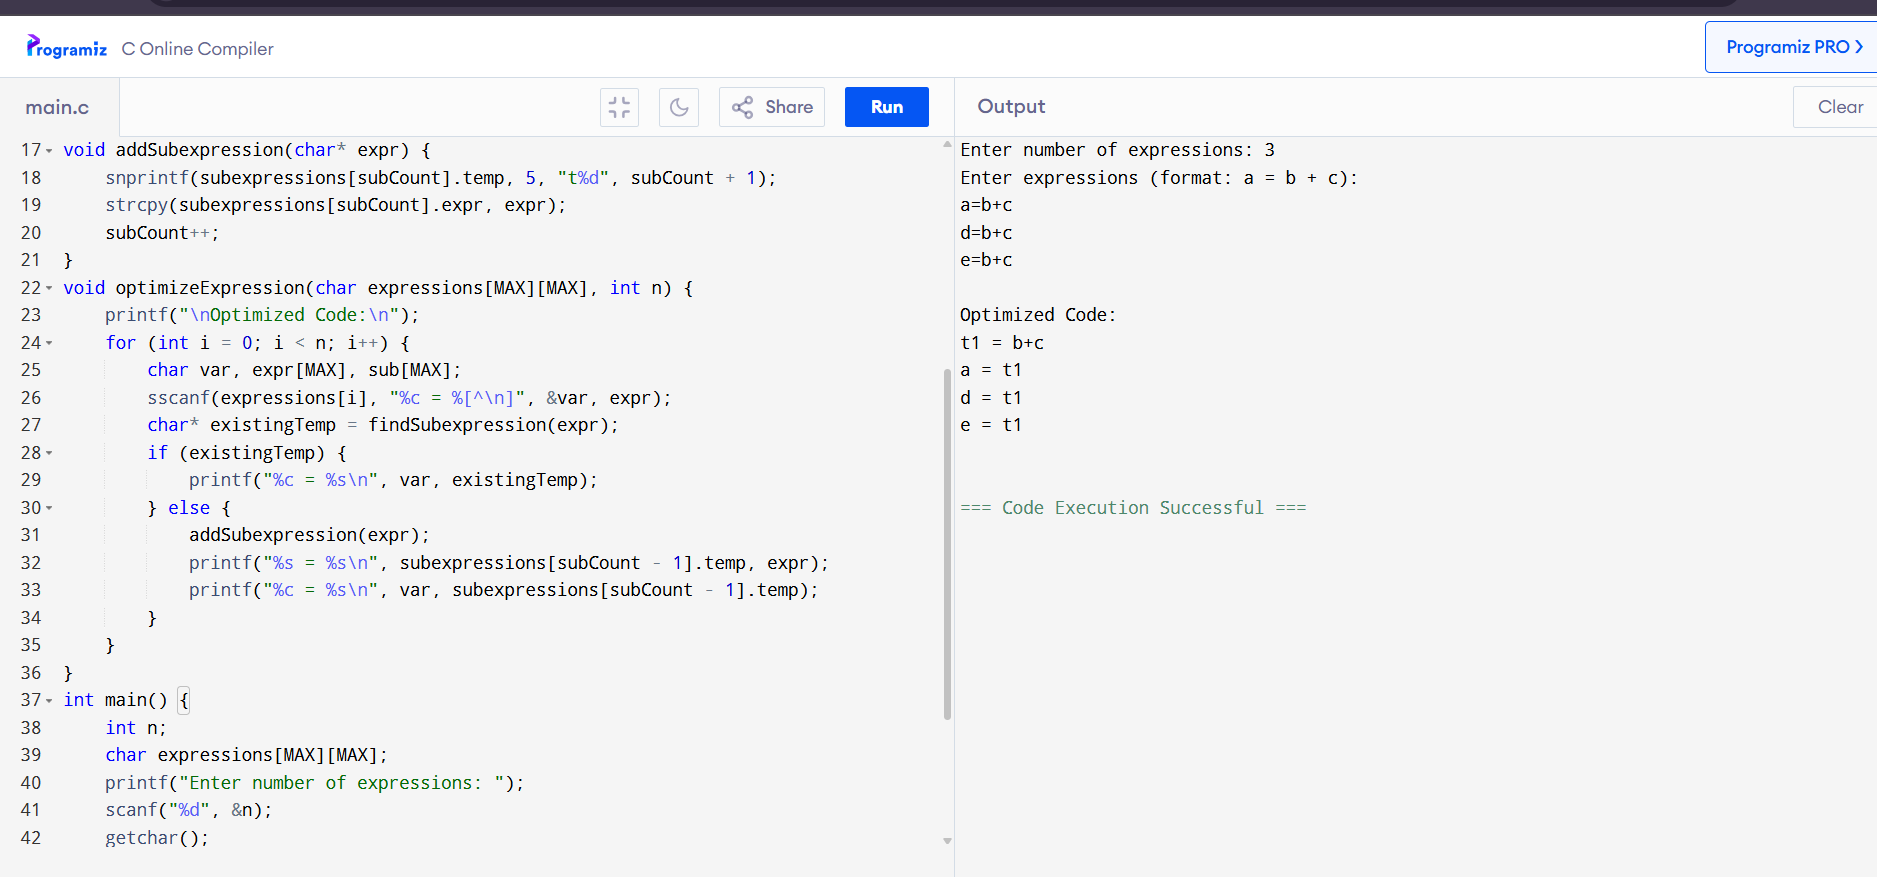 Programiz C Online Compiler
Programiz PRO >
main.c
Share
Run
Output
Clear
17 void addSubexpression(char* expr) {
18     snprintf(subexpressions[subCount].temp, 5, "t%d", subCount + 1);
19     strcpy(subexpressions[subCount].expr, expr);
20     subCount++;
21 }
22 void optimizeExpression(char expressions[MAX][MAX], int n) {
23     printf("\nOptimized Code:\n");
24     for (int i = 0; i < n; i++) {
25         char var, expr[MAX], sub[MAX];
26         sscanf(expressions[i], "%c = %[^\n]", &var, expr);
27         char* existingTemp = findSubexpression(expr);
28         if (existingTemp) {
29             printf("%c = %s\n", var, existingTemp);
30         } else {
31             addSubexpression(expr);
32             printf("%s = %s\n", subexpressions[subCount - 1].temp, expr);
33             printf("%c = %s\n", var, subexpressions[subCount - 1].temp);
34         }
35     }
36 }
37 int main() {
38     int n;
39     char expressions[MAX][MAX];
40     printf("Enter number of expressions: ");
41     scanf("%d", &n);
42     getchar();
Enter number of expressions: 3
Enter expressions (format: a = b + c):
a=b+c
d=b+c
e=b+c
Optimized Code:
t1 = b+c
a = t1
d = t1
e = t1
=== Code Execution Successful ===